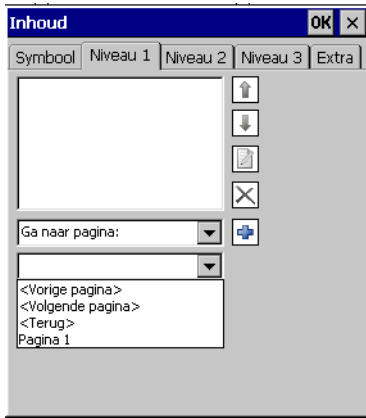 Inhoud OK
Symbool Niveau 1 Niveau 2 Niveau 3 Extra
Ga naar pagina:
<Vorige pagina>
<Volgende pagina>
<Terug>
Pagina 1